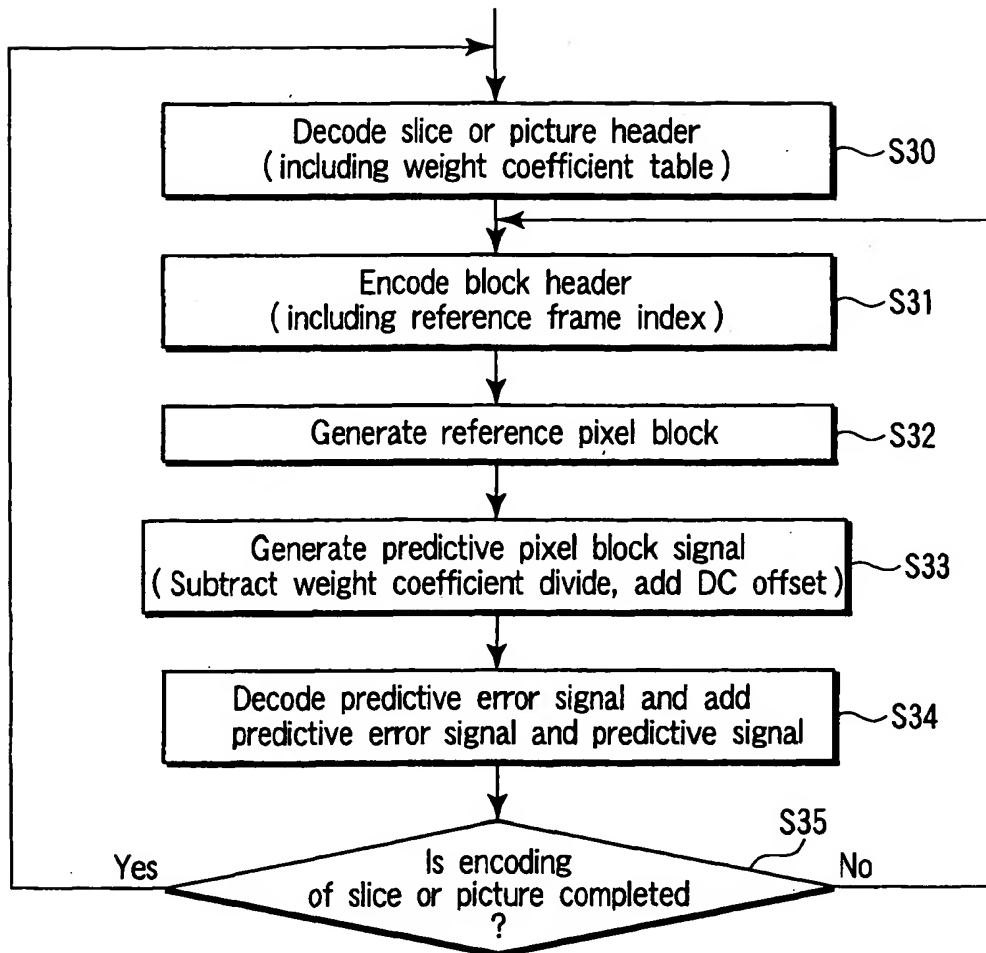 Decode slice or picture header
(including weight coefficient table)
S30
Encode block header
(including reference frame index)
S31
Generate reference pixel block
S32
Generate predictive pixel block signal
(Subtract weight coefficient divide, add DC offset)
S33
Decode predictive error signal and add
predictive error signal and predictive signal
S34
S35
Yes
Is encoding
of slice or picture completed
?
No